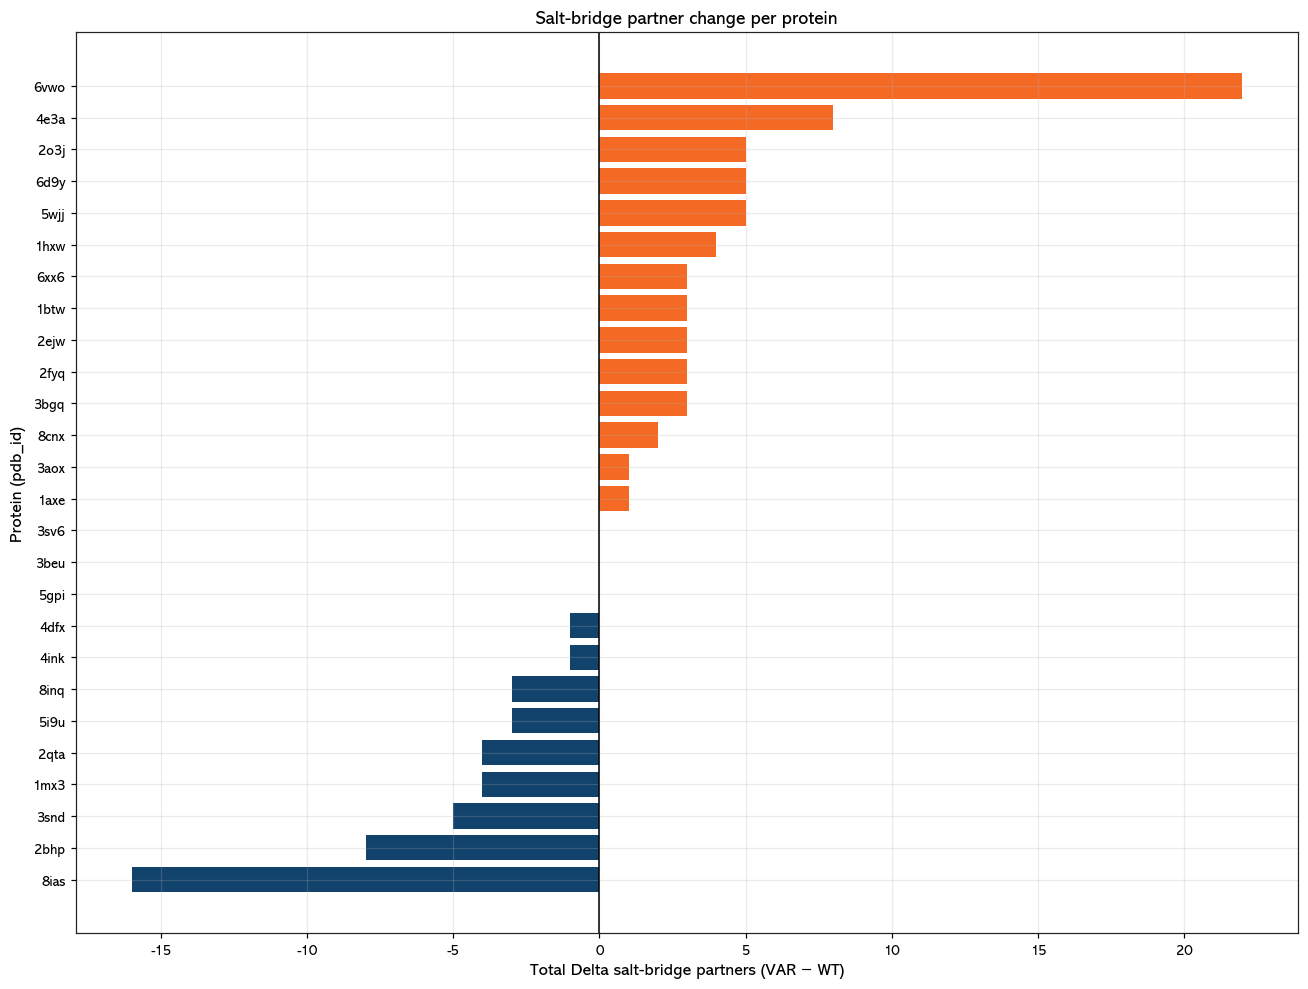 Salt-bridge partner change per protein
Protein (pdb_id)
6vwo
4e3a
2o3j
6d9y
5wjj
1hxw
6xx6
1btw
2ejw
2fyq
3bgq
8cnx
3aox
1axe
3sv6
3beu
5gpi
4dfx
4ink
8inq
5i9u
2qta
1mx3
3snd
2bhp
8ias
-15 -10 -5 0 5 10 15 20
Total Delta salt-bridge partners (VAR − WT)